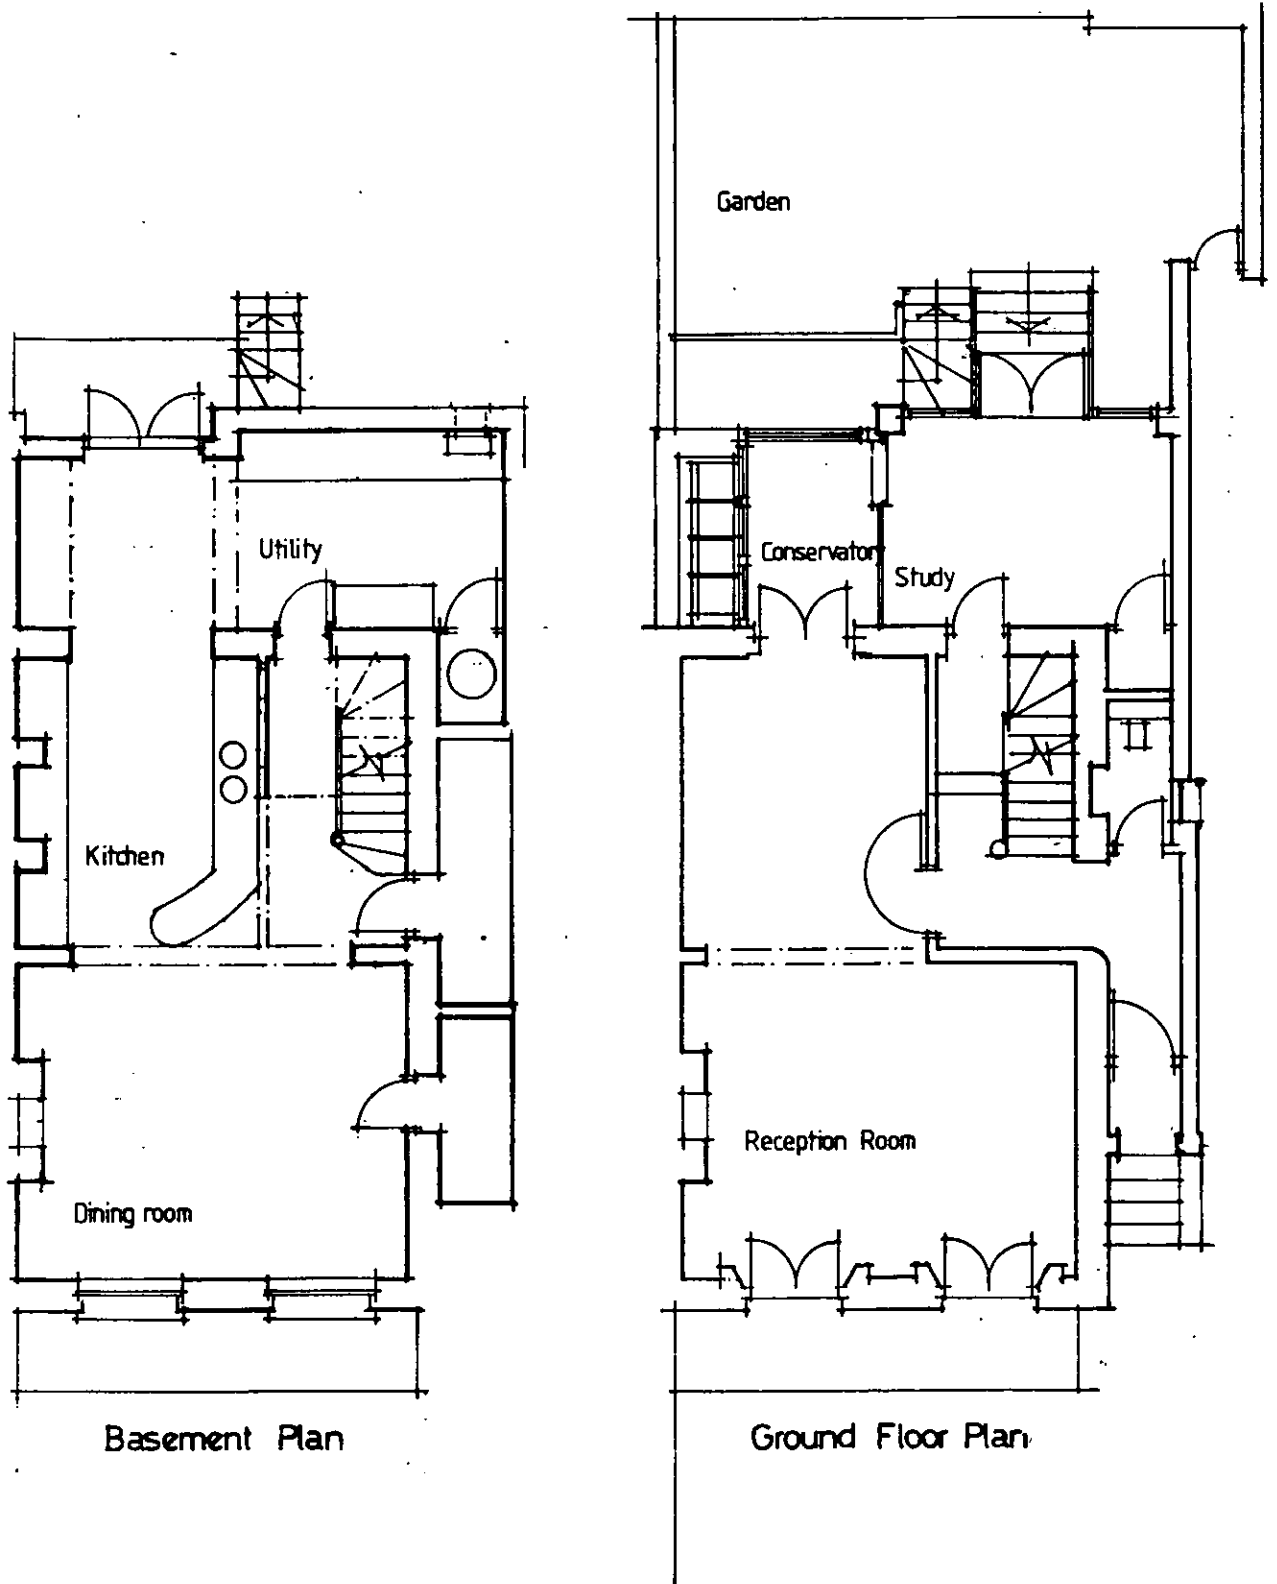 Garden
Utility
Conservatory
Study
Kitchen
Reception Room
Dining room
Basement Plan
Ground Floor Plan